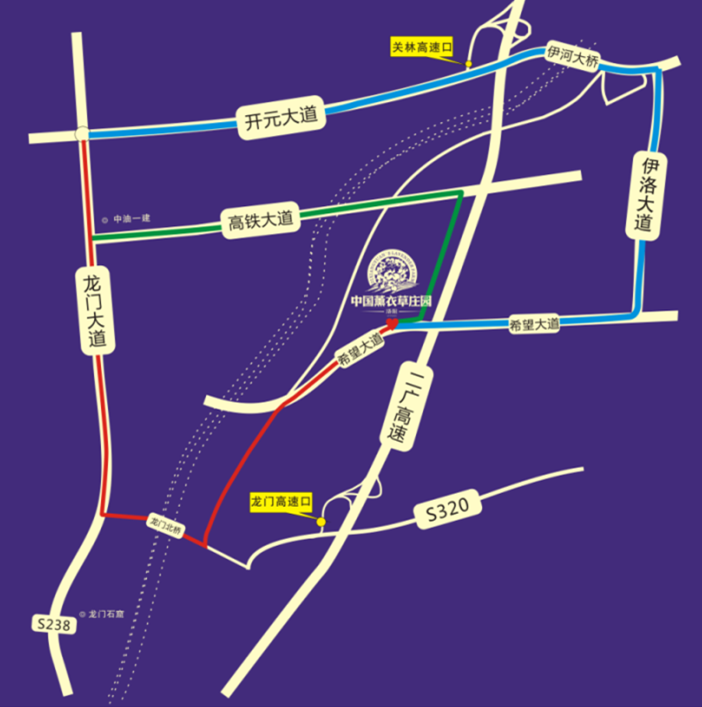 关林高速口
伊河大桥
开元大道
伊洛大道
中油一建
高铁大道
龙门大道
中国薰衣草庄园
希望大道
希望大道
二广高速
龙门高速口
S320
龙门北桥
龙门石窟
S238